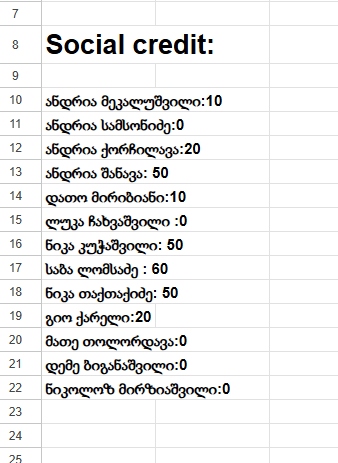 7
8 Social credit:
9
10 ანდრია მეკალუშვილი:10
11 ანდრია სამსონიძე:0
12 ანდრია ქორჩილავა:20
13 ანდრია შანავა: 50
14 დათო მირიბიანი:10
15 ლუკა ჩახვაშვილი :0
16 ნიკა კუჭაშვილი: 50
17 საბა ლომსაძე : 60
18 ნიკა თაქთაქიძე: 50
19 გიო ქარელი:20
20 მათე თოლორდავა:0
21 დემე ბიგანაშვილი:0
22 ნიკოლოზ მირზიაშვილი:0
23
24
25